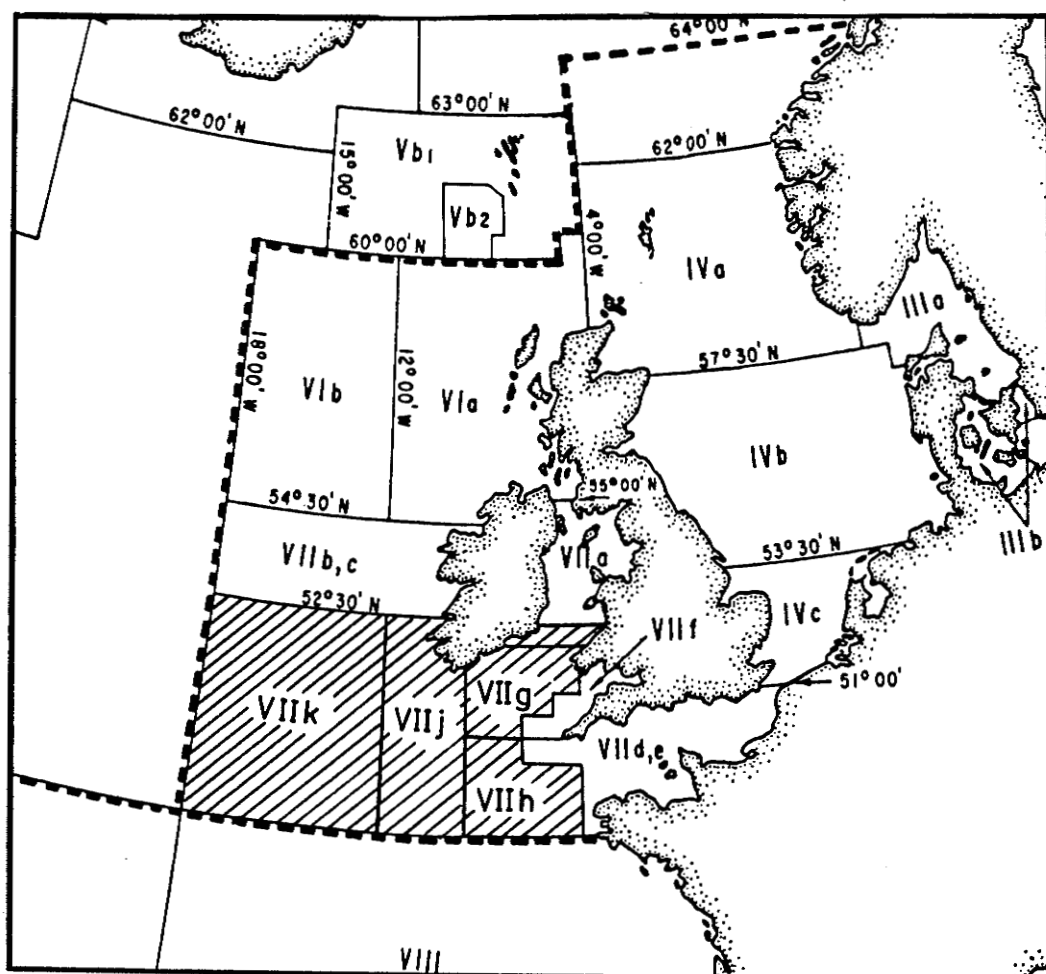 64°00' N
63°00' N
62°00' N
15°00' W
Vb1
62°00' N
Vb2
4°00' W
60°00' N
IVa
IIIa
18°00' W
12°00' W
57°30' N
VIb
VIa
IVb
55°00' N
54°30' N
IIIb
53°30' N
VIIb,c
VIIa
52°30' N
IVc
VIIf
51°00'
VIIg
VIIk
VIIj
VIId,e
VIIh
VIII